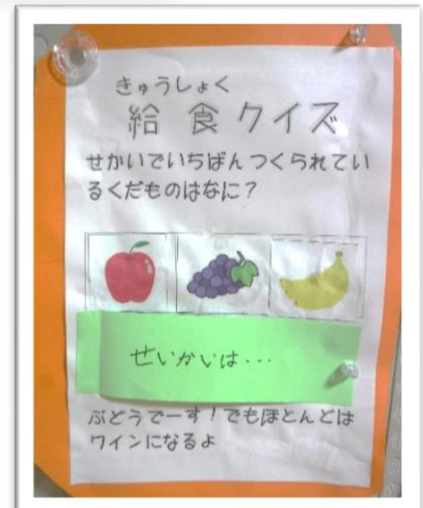 きゅうしょく
給食クイズ
せかいでいちばんつくられてい
るくだものはなに？
せいかいは・・・
ぶどうでーす！でもほとんどは
ワインになるよ